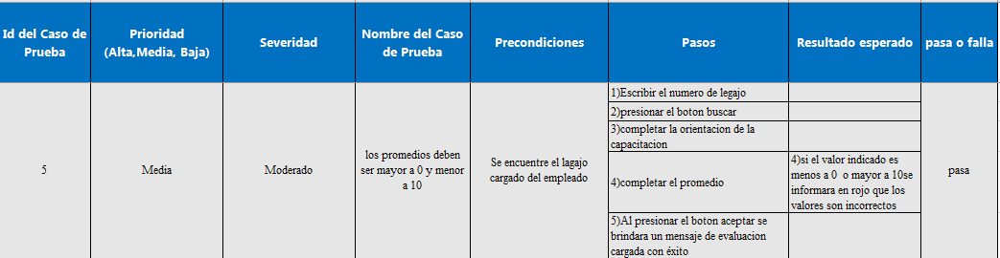 Id del Caso de
Prueba
Prioridad
(Alta,Media, Baja)
Severidad
Nombre del Caso
de Prueba
Precondiciones
Pasos
Resultado esperado
pasa o falla
5
Media
Moderado
los promedios deben
ser mayor a 0 y menor
a 10
Se encuentre el lagajo
cargado del empleado
1)Escribir el numero de legajo
2)presionar el boton buscar
3)completar la orientacion de la
capacitacion
4)completar el promedio
4)si el valor indicado es
menos a 0 o mayor a 10se
informara en rojo que los
valores son incorrectos
5)Al presionar el boton aceptar se
brindara un mensaje de evaluacion
cargada con éxito
pasa